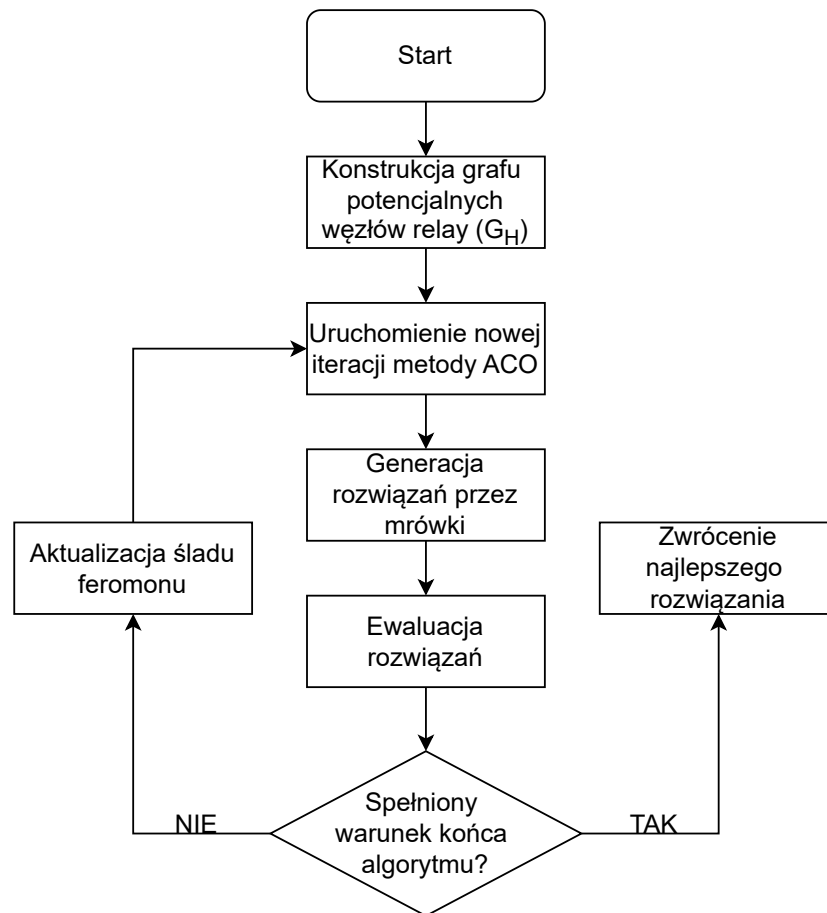 Start
Konstrukcja grafu
potencjalnych
węzłów relay (G_H)
Uruchomienie nowej
iteracji metody ACO
Generacja
rozwiązań przez
mrówki
Aktualizacja śladu
feromonu
Zwrócenie
najlepszego
rozwiązania
Ewaluacja
rozwiązań
Spełniony
warunek końca
algorytmu?
NIE
TAK